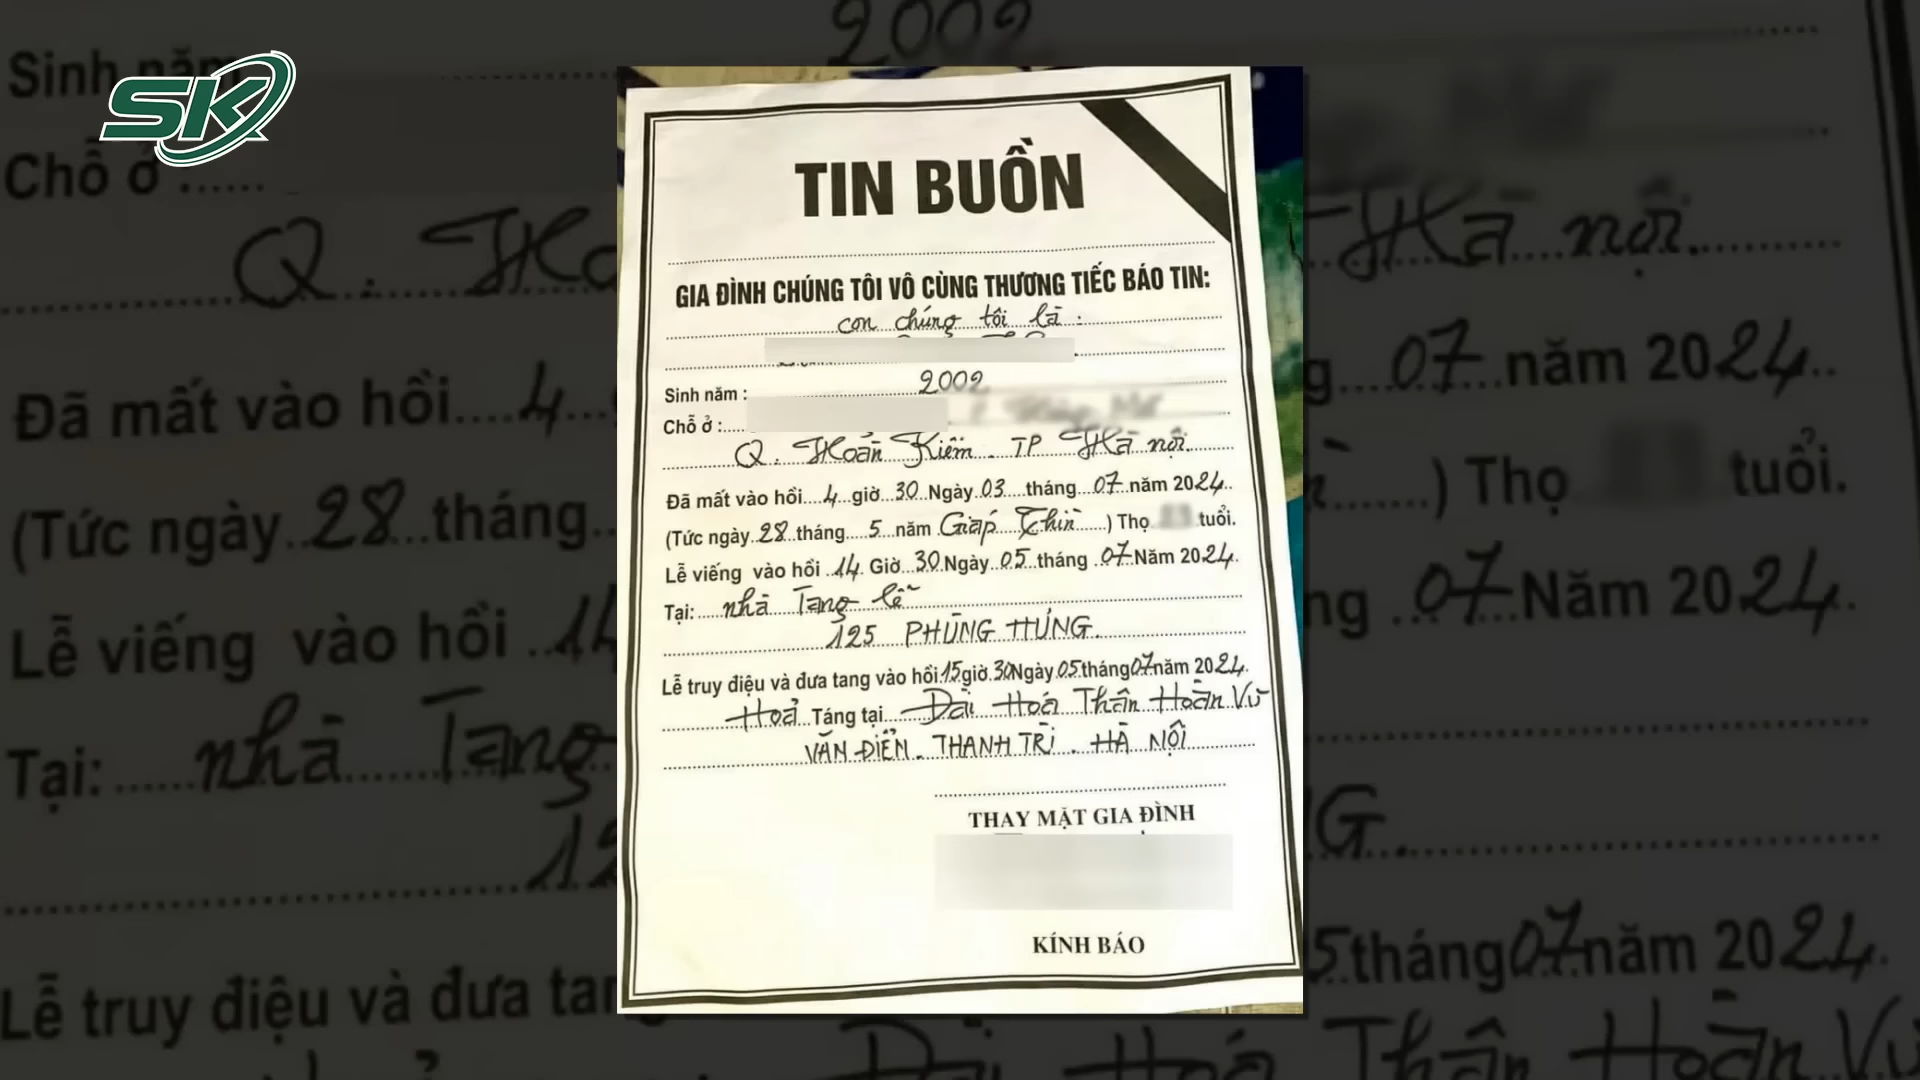 SK
TIN BUỒN
GIA ĐÌNH CHÚNG TÔI VÔ CÙNG THƯƠNG TIẾC BÁO TIN:
con chúng tôi là :
Sinh năm : 2002
Chỗ ở :
Q. Hoàn Kiếm. TP Hà nội.
Đã mất vào hồi 4 giờ 30 Ngày 03 tháng 07 năm 2024
(Tức ngày 28 tháng 5 năm Giáp Thìn ) Thọ tuổi.
Lễ viếng vào hồi 14 Giờ 30 Ngày 05 tháng 07 Năm 2024
Tại: nhà Tang lễ
125 PHÙNG HƯNG.
Lễ truy điệu và đưa tang vào hồi 15 giờ 30 Ngày 05 tháng 07 năm 2024
Hoả Táng tại Đài Hoá Thân Hoàn Vũ
VĂN ĐIỂN. THANH TRÌ. HÀ NỘI
THAY MẶT GIA ĐÌNH
KÍNH BÁO